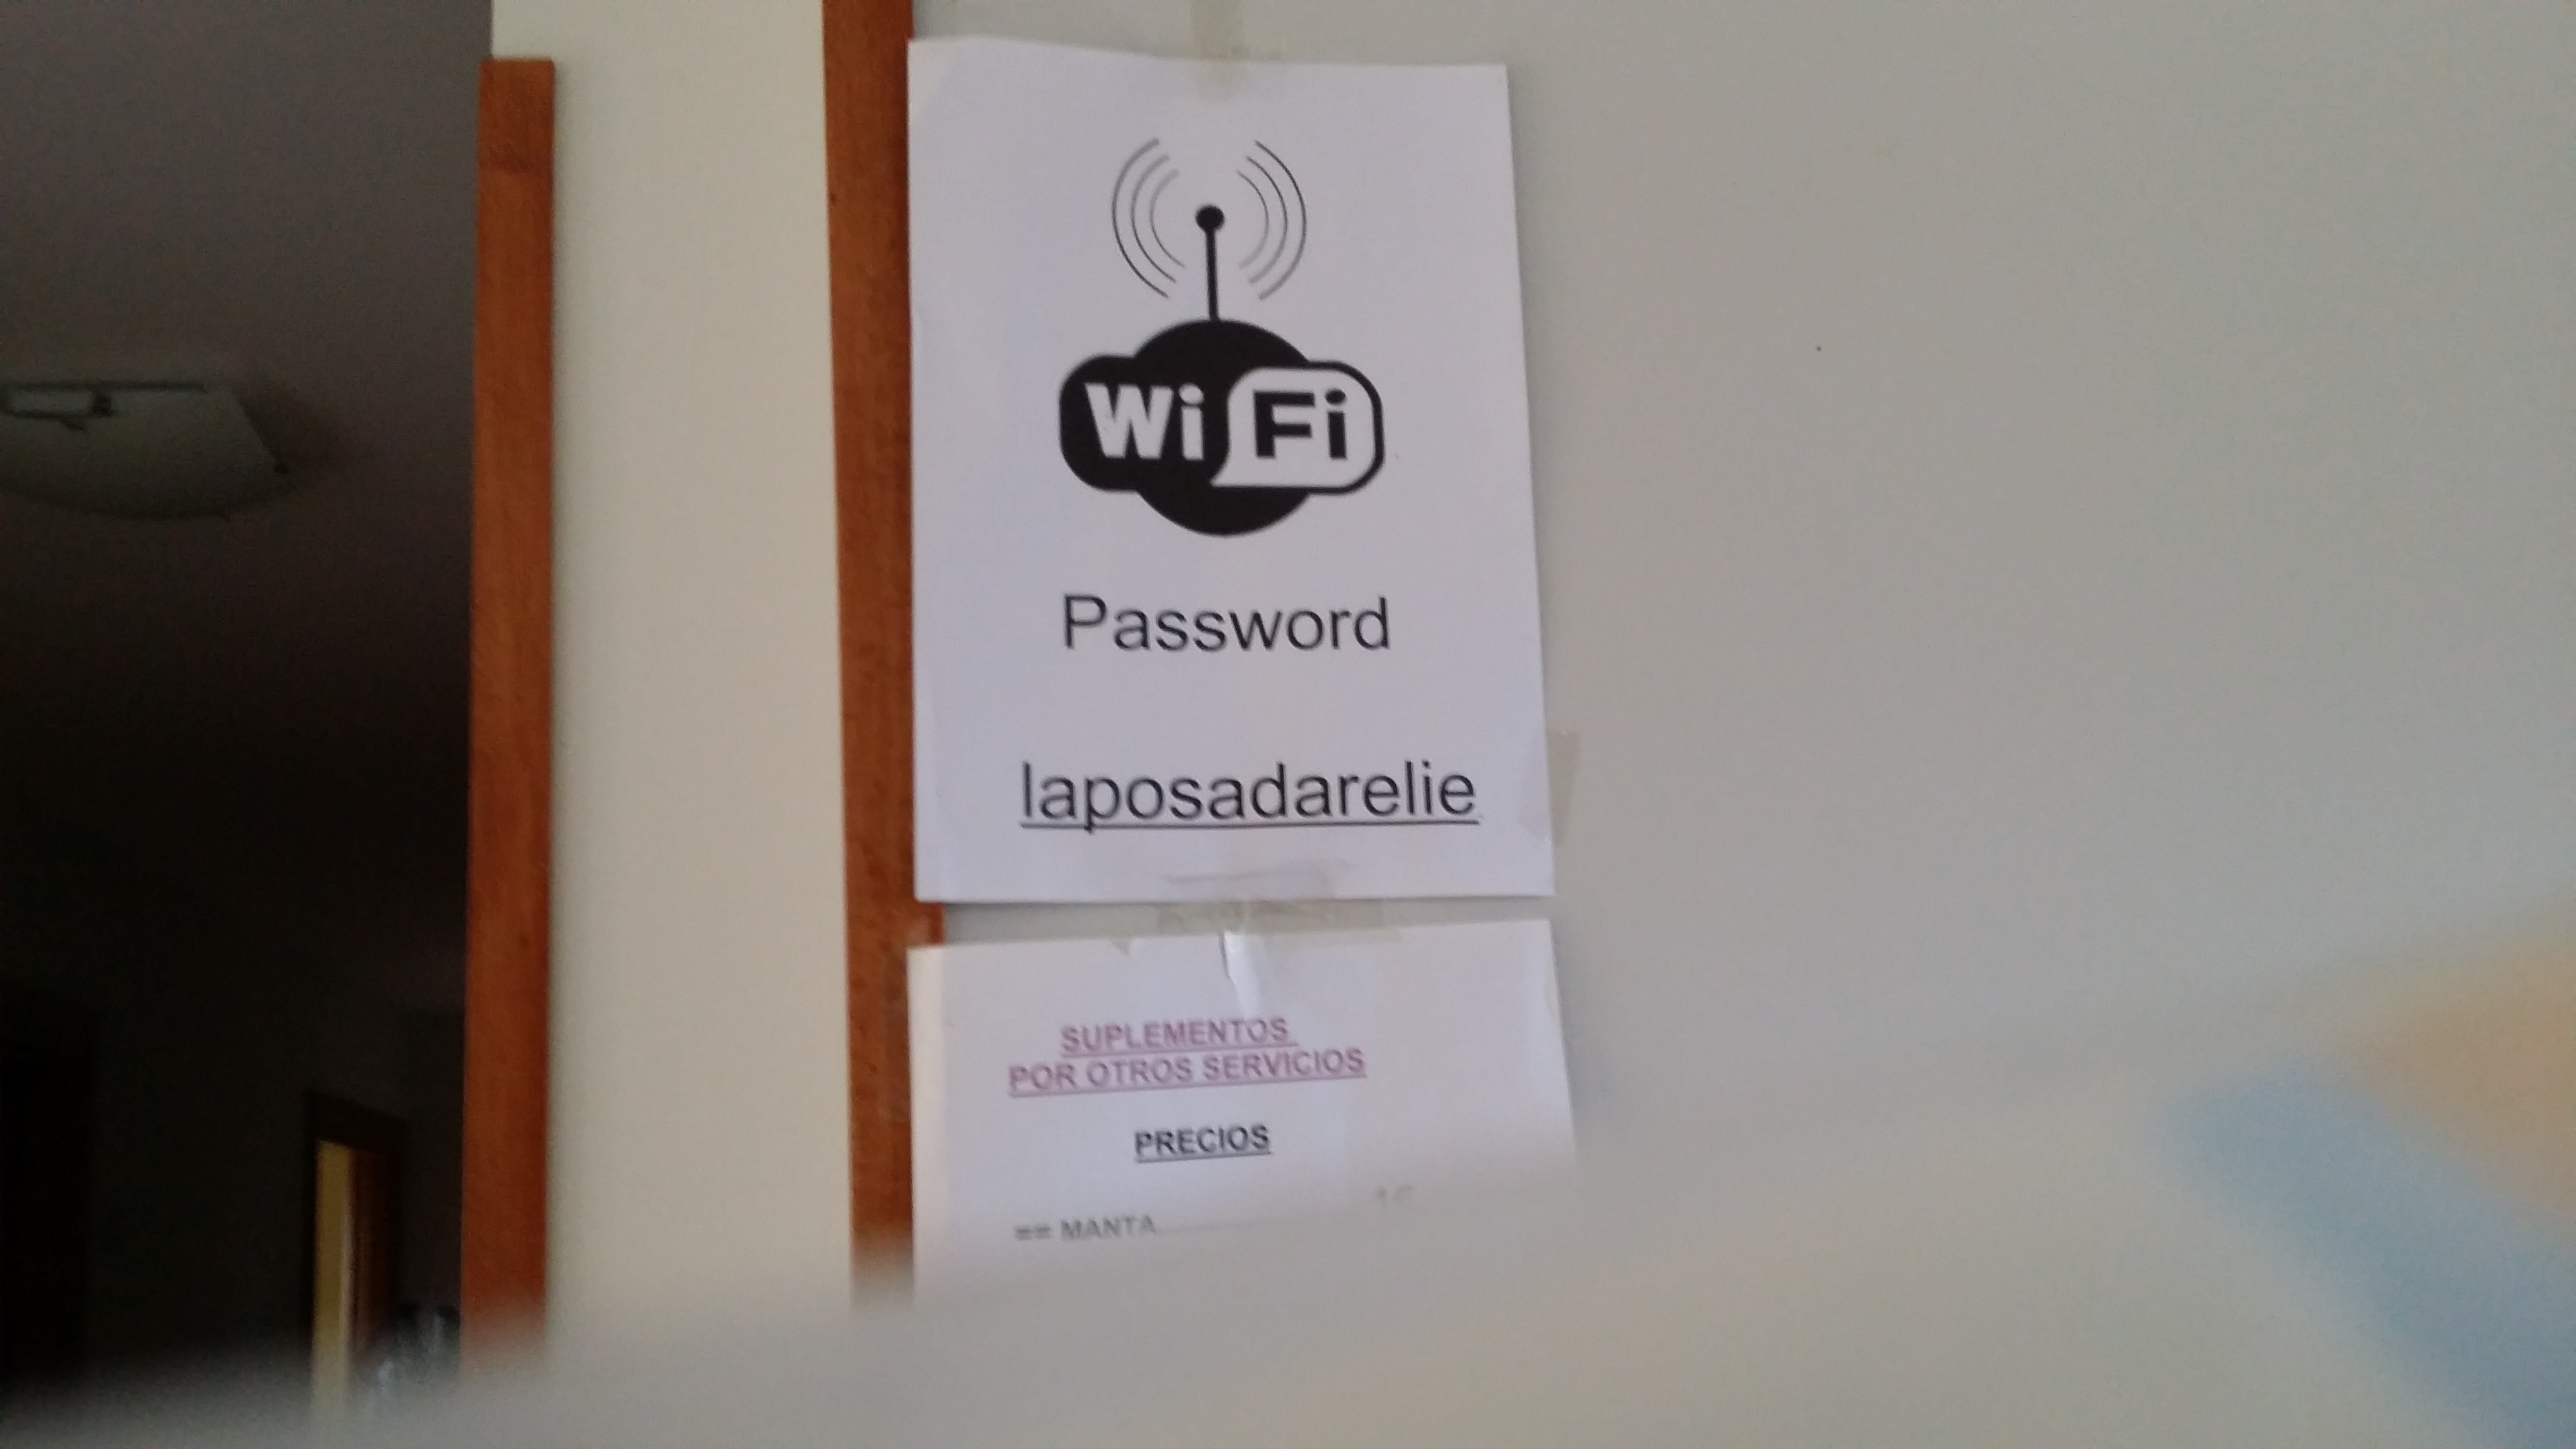 Wi Fi
Password
laposadarelie
SUPLEMENTOS
POR OTROS SERVICIOS
PRECIOS
== MANTA